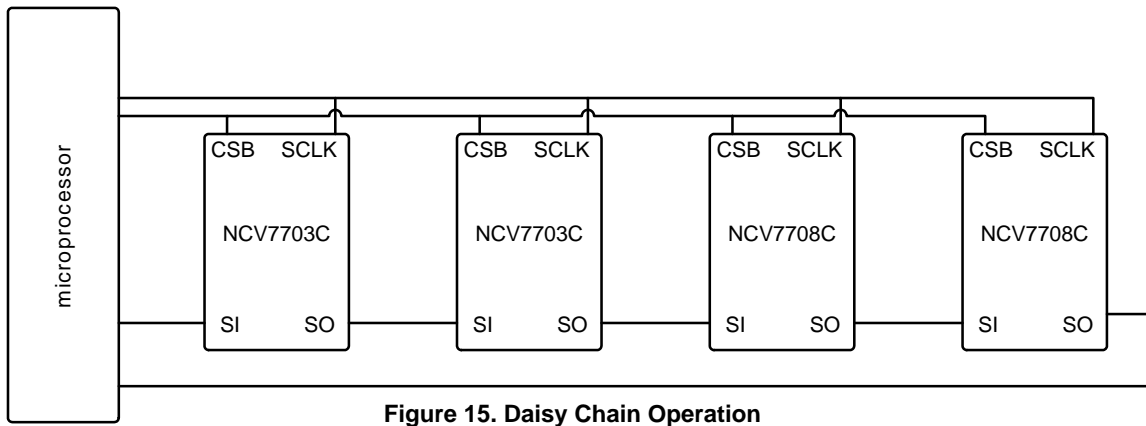 microprocessor
CSB SCLK CSB SCLK CSB SCLK CSB SCLK
NCV7703C NCV7703C NCV7708C NCV7708C
SI SO SI SO SI SO SI SO
Figure 15. Daisy Chain Operation